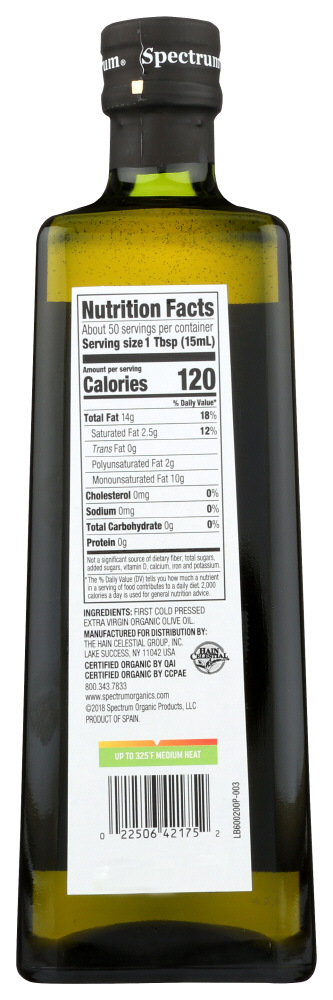 um® Spectrum
Nutrition Facts
About 50 servings per container
Serving size 1 Tbsp (15mL)
Amount per serving
Calories 120
% Daily Value*
Total Fat 14g 18%
Saturated Fat 2.5g 12%
Trans Fat 0g
Polyunsaturated Fat 2g
Monounsaturated Fat 10g
Cholesterol 0mg 0%
Sodium 0mg 0%
Total Carbohydrate 0g 0%
Protein 0g
Not a significant source of dietary fiber, total sugars,
added sugars, vitamin D, calcium, iron and potassium.
*The % Daily Value (DV) tells you how much a nutrient
in a serving of food contributes to a daily diet. 2,000
calories a day is used for general nutrition advice.
INGREDIENTS: FIRST COLD PRESSED
EXTRA VIRGIN ORGANIC OLIVE OIL.
MANUFACTURED FOR DISTRIBUTION BY:
THE HAIN CELESTIAL GROUP, INC.
LAKE SUCCESS, NY 11042 USA
HAIN
CELESTIAL
CERTIFIED ORGANIC BY QAI
CERTIFIED ORGANIC BY CCPAE
800.343.7833
www.spectrumorganics.com
©2018 Spectrum Organic Products, LLC
PRODUCT OF SPAIN.
UP TO 325°F MEDIUM HEAT
0 22506 42175 2
LB600200P-003